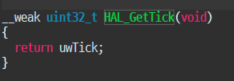 __weak uint32_t HAL_GetTick(void)
{
  return uwTick;
}